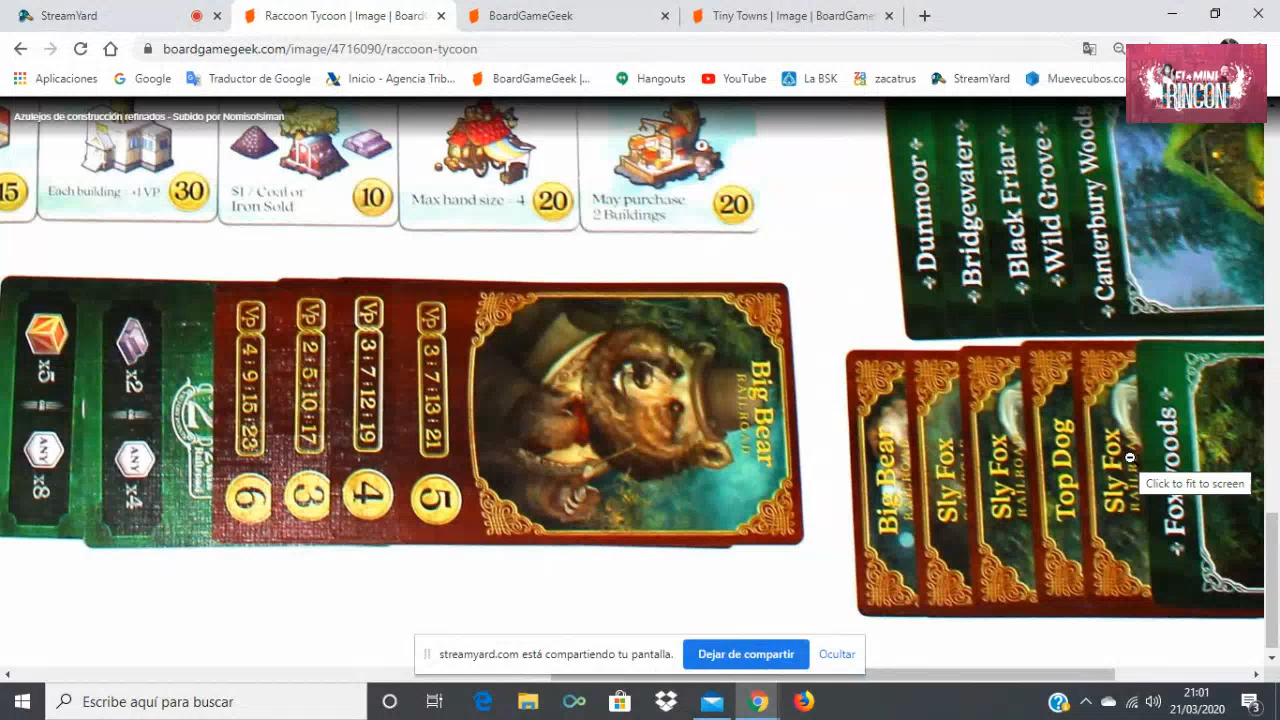 StreamYard
Raccoon Tycoon | Image | Board
BoardGameGeek
Tiny Towns | Image | BoardGame
boardgamegeek.com/image/4716090/raccoon-tycoon
Aplicaciones
Google
Traductor de Google
Inicio - Agencia Trib...
BoardGameGeek |...
Hangouts
YouTube
La BSK
zacatrus
StreamYard
Muevecubos.co
EL MINI
RINCON
Azulejos de construcción refinados - Subido por Nomisofsiman
15
Each building = +1 VP
30
$1 / Coal or
Iron Sold
10
Max hand size = 4
20
May purchase
2 Buildings
20
Dunmoor
Bridgewater
Black Friar
Wild Grove
Canterbury Woods
x5
ANY
x8
x2
ANY
x4
Vp
4 : 9 : 15 : 23
6
Vp
2 : 5 : 10 : 17
3
Vp
3 : 7 : 12 : 19
4
Vp
3 : 7 : 13 : 21
5
Big Bear
RAILROAD
Big Bear
Sly Fox
Sly Fox
Top Dog
Sly Fox
Click to fit to screen
streamyard.com está compartiendo tu pantalla.
Dejar de compartir
Ocultar
Escribe aquí para buscar
21:01
21/03/2020
3